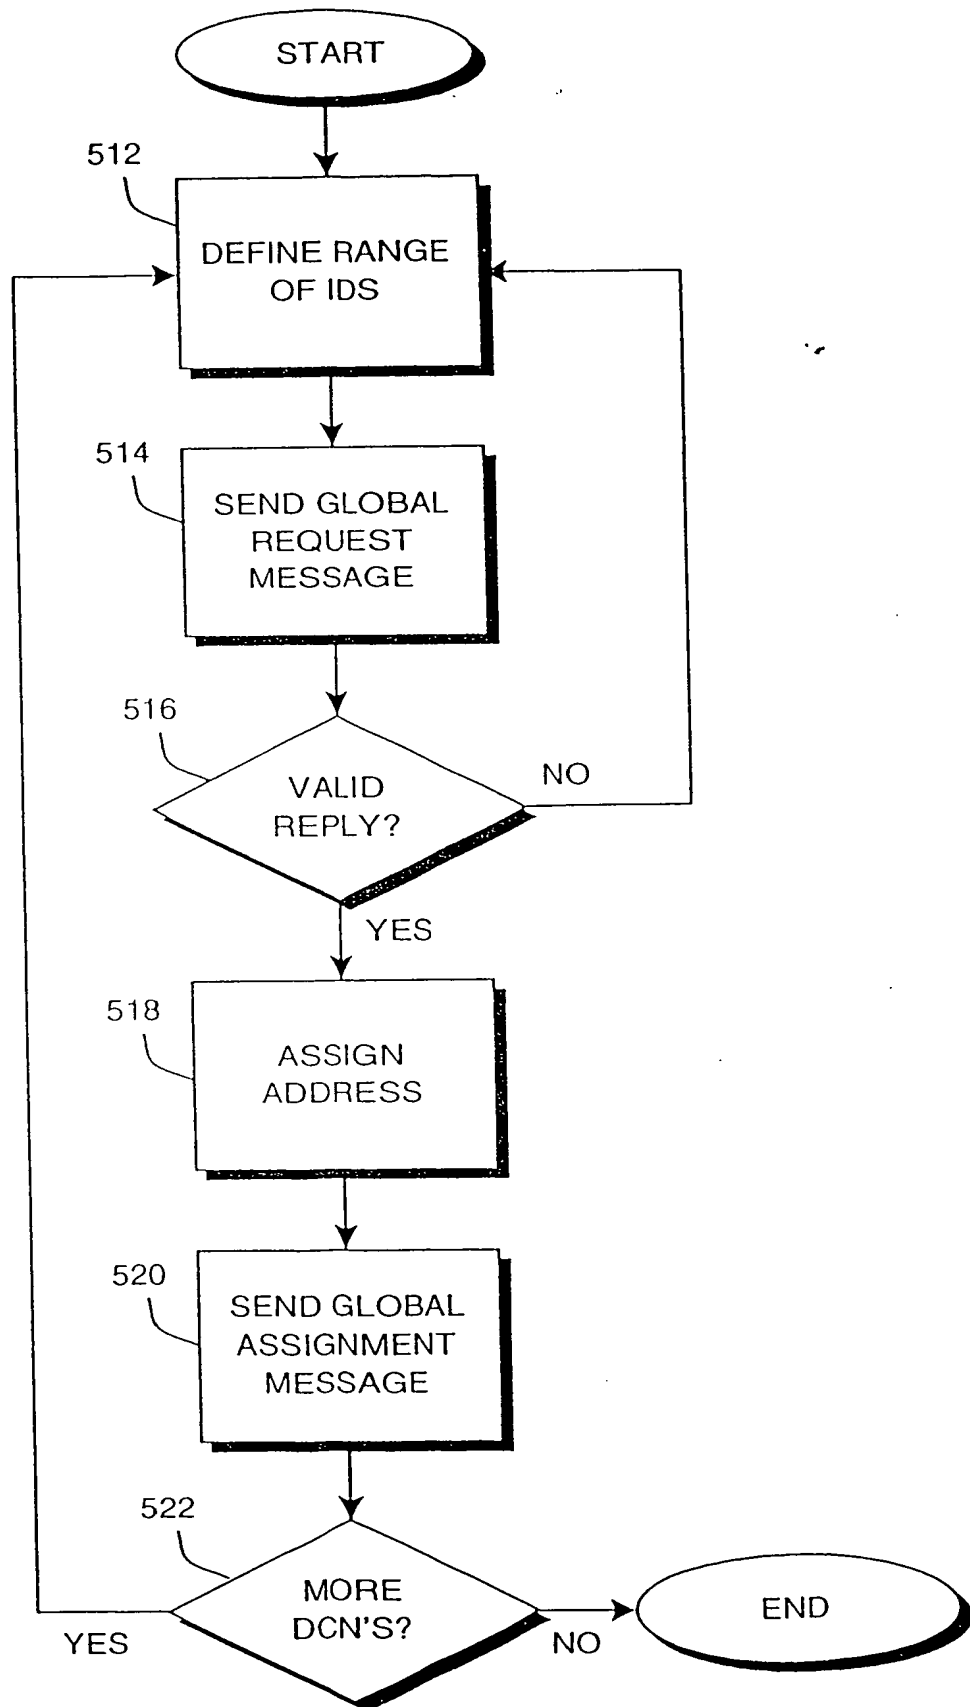 START
512
DEFINE RANGE
OF IDS
514
SEND GLOBAL
REQUEST
MESSAGE
516
VALID
REPLY?
NO
YES
518
ASSIGN
ADDRESS
520
SEND GLOBAL
ASSIGNMENT
MESSAGE
522
MORE
DCN'S?
YES
NO
END